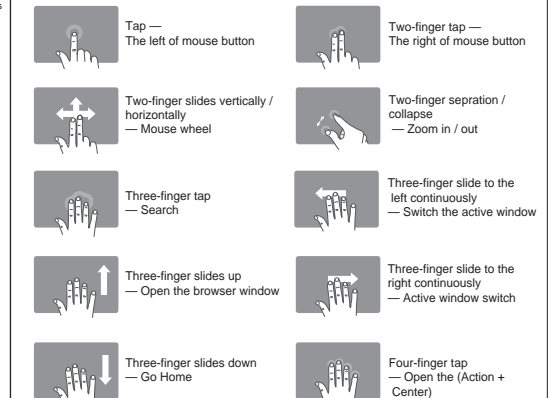 s
Tap —
The left of mouse button
Two-finger tap —
The right of mouse button
Two-finger slides vertically /
horizontally
— Mouse wheel
Two-finger sepration /
collapse
— Zoom in / out
Three-finger tap
— Search
Three-finger slide to the
left continuously
— Switch the active window
Three-finger slides up
— Open the browser window
Three-finger slide to the
right continuously
— Active window switch
Three-finger slides down
— Go Home
Four-finger tap
— Open the (Action +
Center)